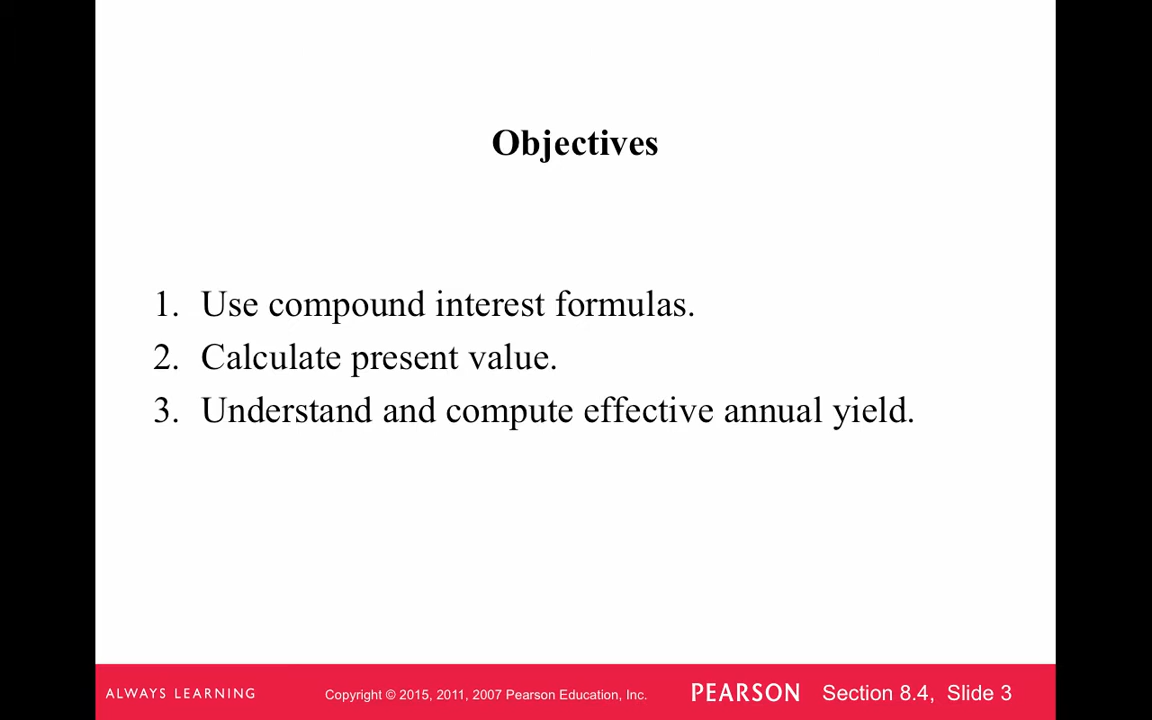 Objectives
1. Use compound interest formulas.
2. Calculate present value.
3. Understand and compute effective annual yield.
ALWAYS LEARNING Copyright © 2015, 2011, 2007 Pearson Education, Inc. PEARSON Section 8.4, Slide 3